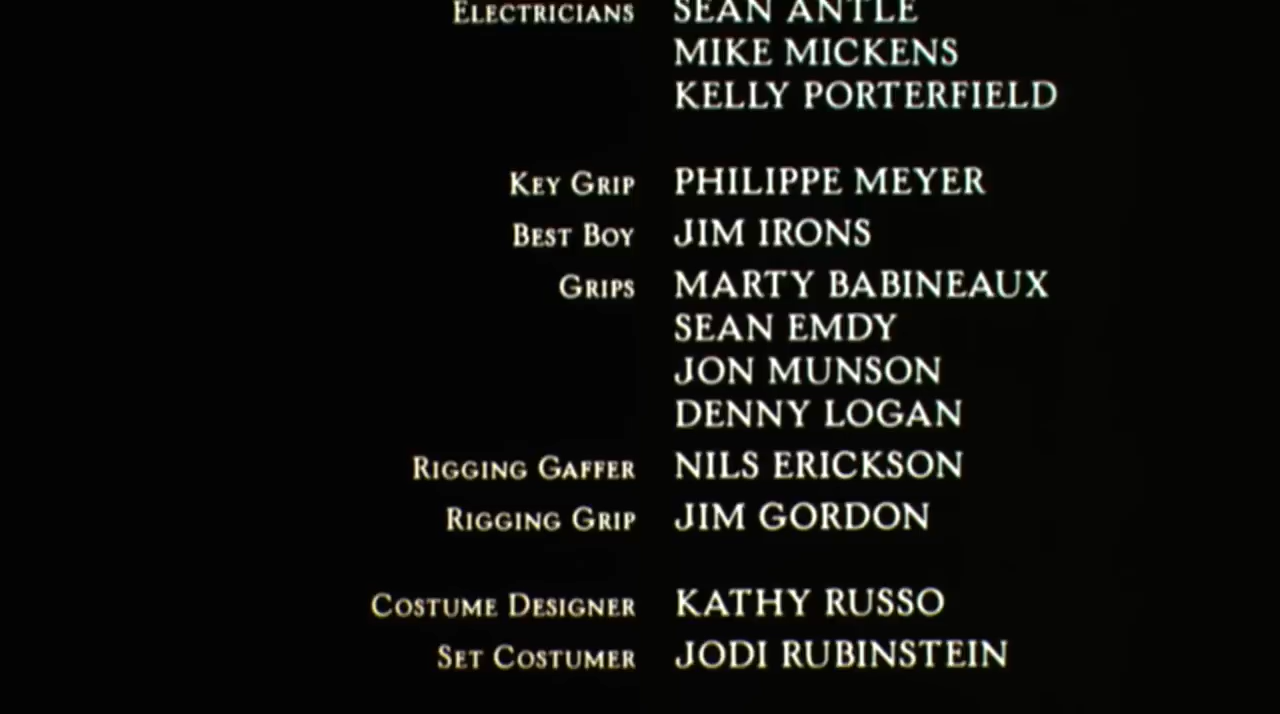 ELECTRICIANS SEAN ANTLE
MIKE MICKENS
KELLY PORTERFIELD
KEY GRIP PHILIPPE MEYER
BEST BOY JIM IRONS
GRIPS MARTY BABINEAUX
SEAN EMDY
JON MUNSON
DENNY LOGAN
RIGGING GAFFER NILS ERICKSON
RIGGING GRIP JIM GORDON
COSTUME DESIGNER KATHY RUSSO
SET COSTUMER JODI RUBINSTEIN